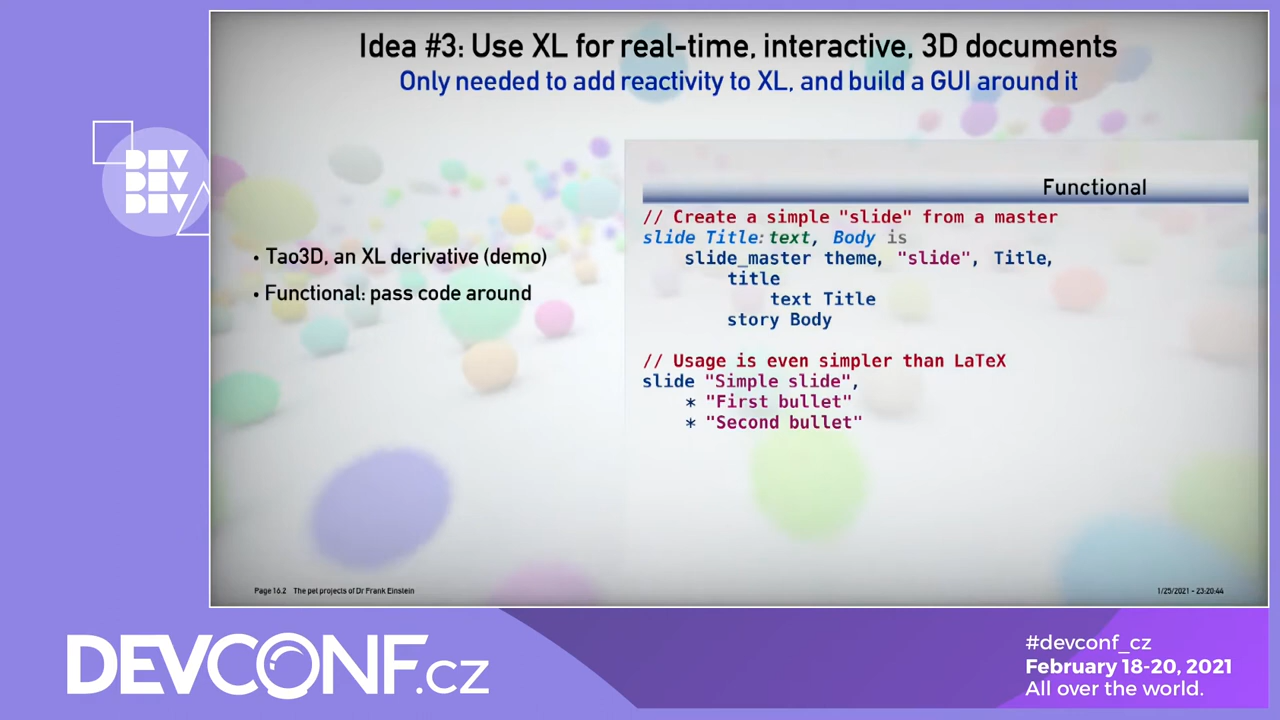 Idea #3: Use XL for real-time, interactive, 3D documents
Only needed to add reactivity to XL, and build a GUI around it
DEV
DEV
DEV
• Tao3D, an XL derivative (demo)
• Functional: pass code around
Functional
// Create a simple "slide" from a master
slide Title:text, Body is
    slide_master theme, "slide", Title,
        title
            text Title
        story Body
// Usage is even simpler than LaTeX
slide "Simple slide",
    * "First bullet"
    * "Second bullet"
Page 16.2 The pet projects of Dr Frank Einstein
1/25/2021 - 23:20:44
DEVCONF.cz
#devconf_cz
February 18-20, 2021
All over the world.